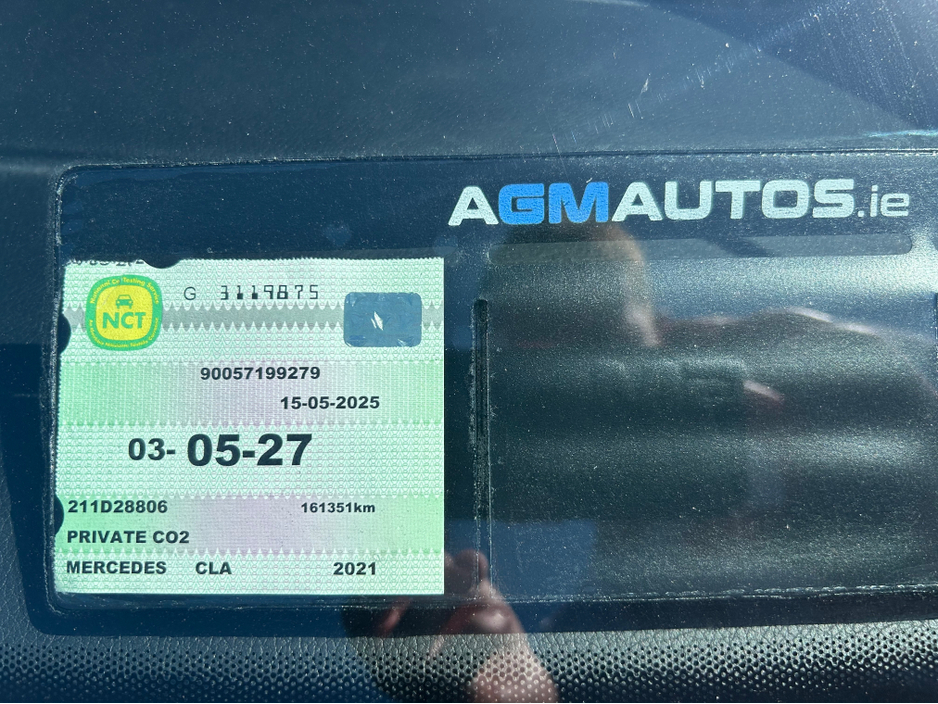 AGMAUTOS.ie
NCT
G 3119875
90057199279
15-05-2025
03- 05-27
211D28806 161351km
PRIVATE CO2
MERCEDES CLA 2021